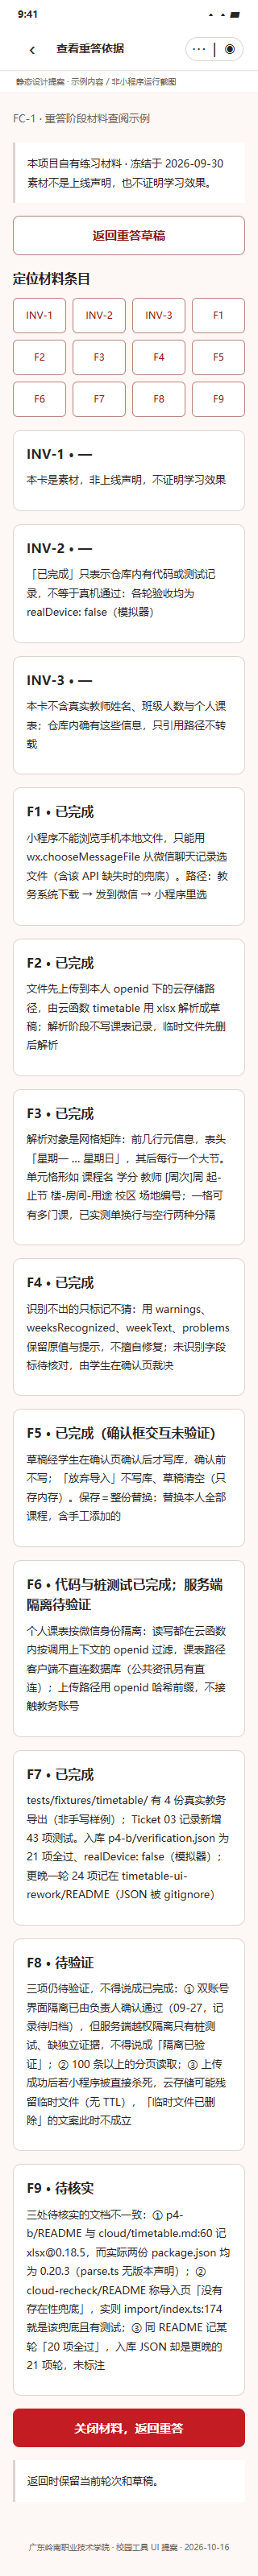 9:41
查看重答依据
静态设计提案 · 示例内容 / 非小程序运行截图
FC-1 · 重答阶段材料查阅示例
本项目自有练习材料 · 冻结于 2026-09-30
素材不是上线声明，也不证明学习效果。
返回重答草稿
定位材料条目
INV-1
INV-2
INV-3
F1
F2
F3
F4
F5
F6
F7
F8
F9
INV-1 • —
本卡是素材，非上线声明，不证明学习效果
INV-2 • —
「已完成」只表示仓库内有代码或测试记
录，不等于真机通过：各轮验收均为
realDevice: false（模拟器）
INV-3 • —
本卡不含真实教师姓名、班级人数与个人课
表；仓库内确有这些信息，只引用路径不转
载
F1 • 已完成
小程序不能浏览手机本地文件，只能用
wx.chooseMessageFile 从微信聊天记录选
文件（含该 API 缺失时的兜底）。路径：教
务系统下载 → 发到微信 → 小程序里选
F2 • 已完成
文件先上传到本人 openid 下的云存储路
径，由云函数 timetable 用 xlsx 解析成草
稿；解析阶段不写课表记录，临时文件先删
后解析
F3 • 已完成
解析对象是网格矩阵：前几行元信息，表头
「星期一 … 星期日」，其后每行一个大节。
单元格形如 课程名 学分 教师 [周次]周 起-
止节 楼-房间-用途 校区 场地编号；一格可
有多门课，已实测单换行与空行两种分隔
F4 • 已完成
识别不出的只标记不猜：用 warnings、
weeksRecognized、weekText、problems
保留原值与提示，不擅自修复；未识别字段
标待核对，由学生在确认页裁决
F5 • 已完成（确认框交互未验证）
草稿经学生在确认页确认后才写库，确认前
不写；「放弃导入」不写库、草稿清空（只
存内存）。保存＝整份替换：替换本人全部
课程，含手工添加的
F6 • 代码与桩测试已完成；服务端
隔离待验证
个人课表按微信身份隔离：读写都在云函数
内按调用上下文的 openid 过滤，课表路径
客户端不直连数据库（公共资讯另有直
连）；上传路径用 openid 哈希前缀，不接
触教务账号
F7 • 已完成
tests/fixtures/timetable/ 有 4 份真实教务
导出（非手写样例）；Ticket 03 记录新增
43 项测试。入库 p4-b/verification.json 为
21 项全过、realDevice: false（模拟器）；
更晚一轮 24 项记在 timetable-ui-
rework/README（JSON 被 gitignore）
F8 • 待验证
三项仍待验证，不得说成已完成：① 双账号
界面隔离已由负责人确认通过（09-27，记
录待归档），但服务端越权隔离只有桩测
试、缺独立证据，不得说成「隔离已验
证」；② 100 条以上的分页读取；③ 上传
成功后若小程序被直接杀死，云存储可能残
留临时文件（无 TTL），「临时文件已删
除」的文案此时不成立
F9 • 待核实
三处待核实的文档不一致：① p4-
b/README 与 cloud/timetable.md:60 记
xlsx@0.18.5，而实际两份 package.json 均
为 0.20.3（parse.ts 无版本声明）；②
cloud-recheck/README 称导入页「没有
存在性兜底」，实则 import/index.ts:174
就是该兜底且有测试；③ 同 README 记某
轮「20 项全过」，入库 JSON 却是更晚的
21 项轮，未标注
关闭材料，返回重答
返回时保留当前轮次和草稿。
广东岭南职业技术学院 · 校园工具 UI 提案 · 2026-10-16